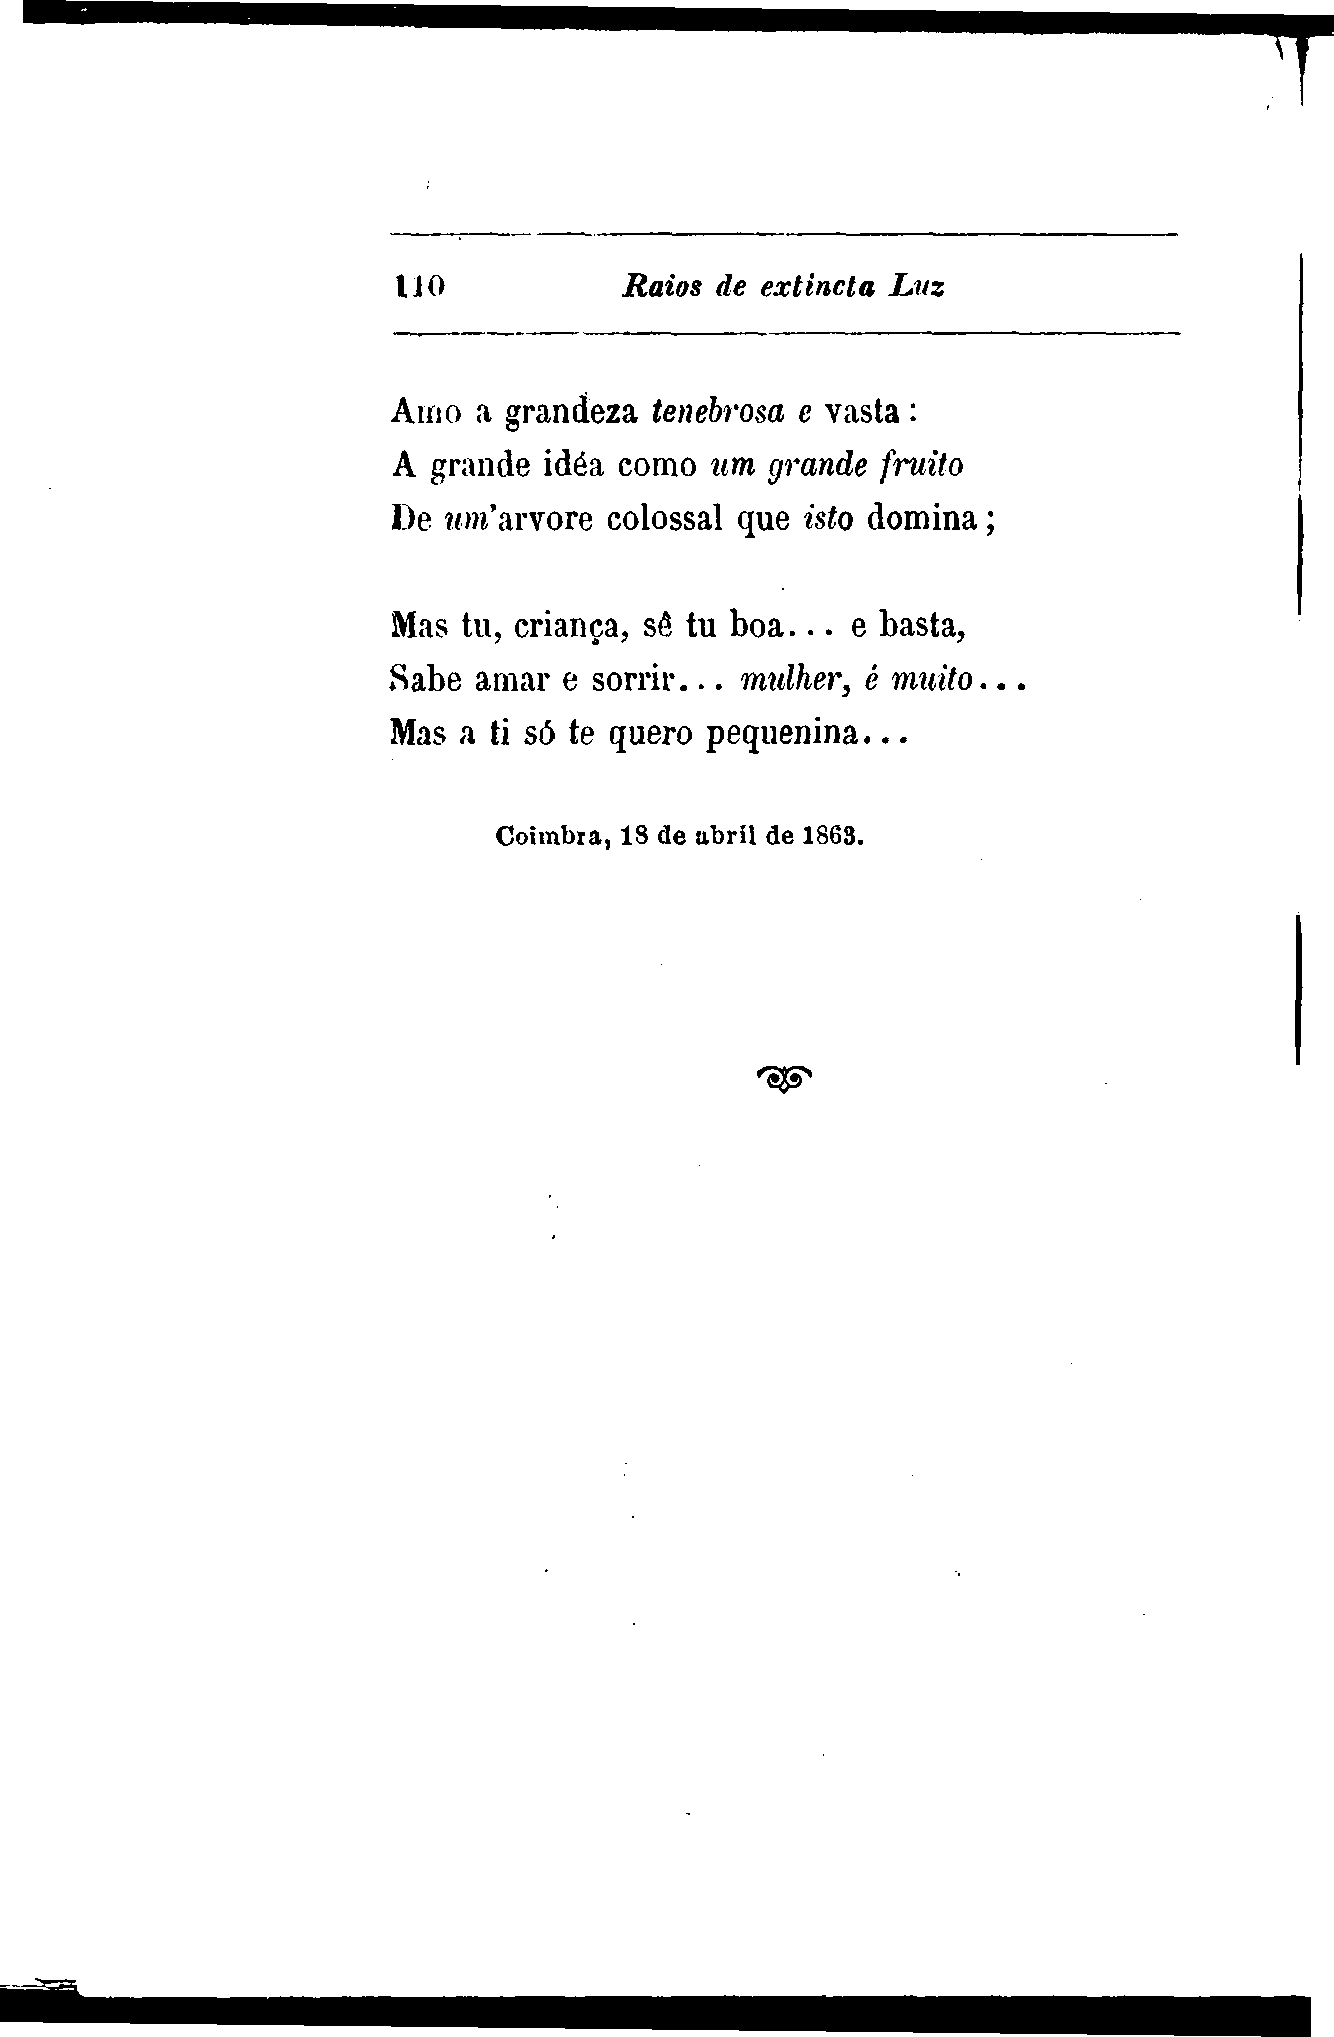 110 Raios de extincta Luz
Amo a grandeza tenebrosa e vasta:
A grande idéa como um grande fruito
De um'arvore colossal que isto domina;
Mas tu, criança, sê tu boa... e basta,
Sabe amar e sorrir... mulher, é muito...
Mas a ti só te quero pequenina...
Coimbra, 18 de abril de 1863.